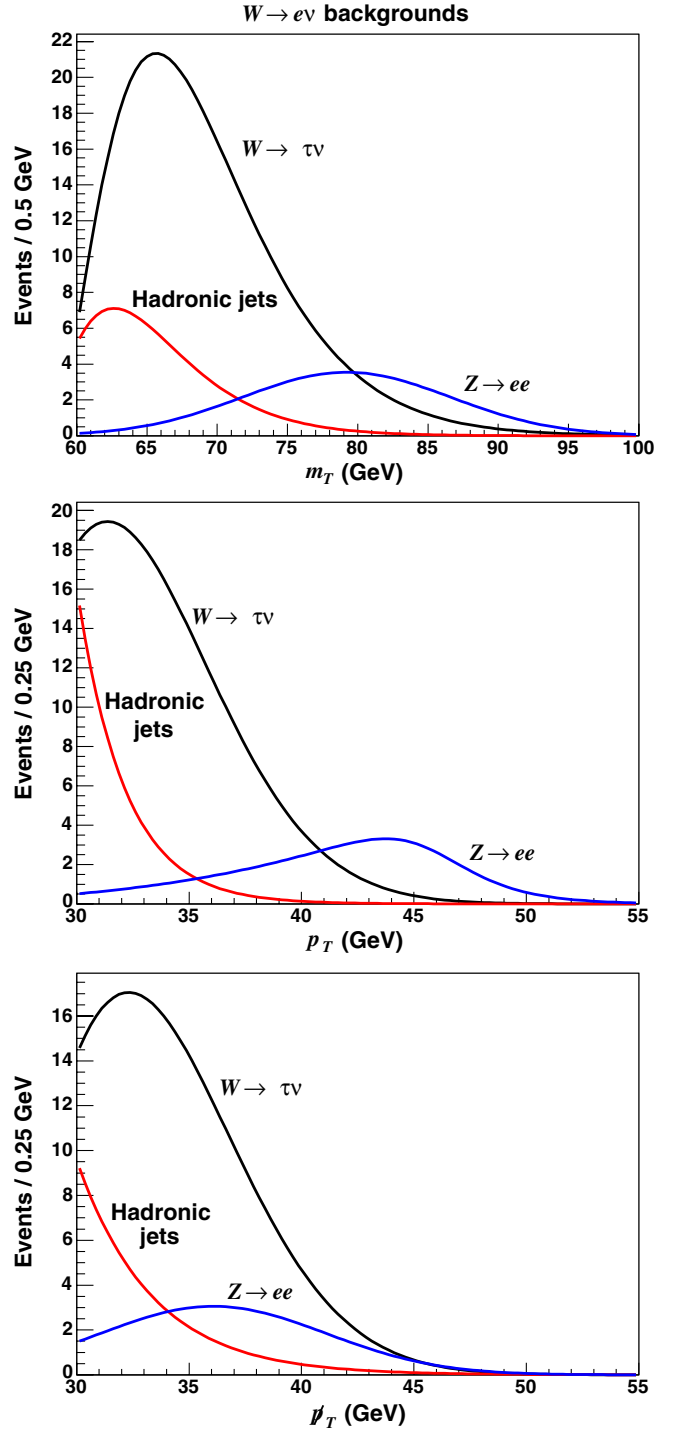 W → eν backgrounds
22
20
18
16
14
12
10
8
6
4
2
0
Events / 0.5 GeV
W → τν
Hadronic jets
Z → ee
60 65 70 75 80 85 90 95 100
m_T (GeV)
20
18
16
14
12
10
8
6
4
2
0
Events / 0.25 GeV
W → τν
Hadronic
jets
Z → ee
30 35 40 45 50 55
p_T (GeV)
16
14
12
10
8
6
4
2
0
Events / 0.25 GeV
W → τν
Hadronic
jets
Z → ee
30 35 40 45 50 55
p̸_T (GeV)